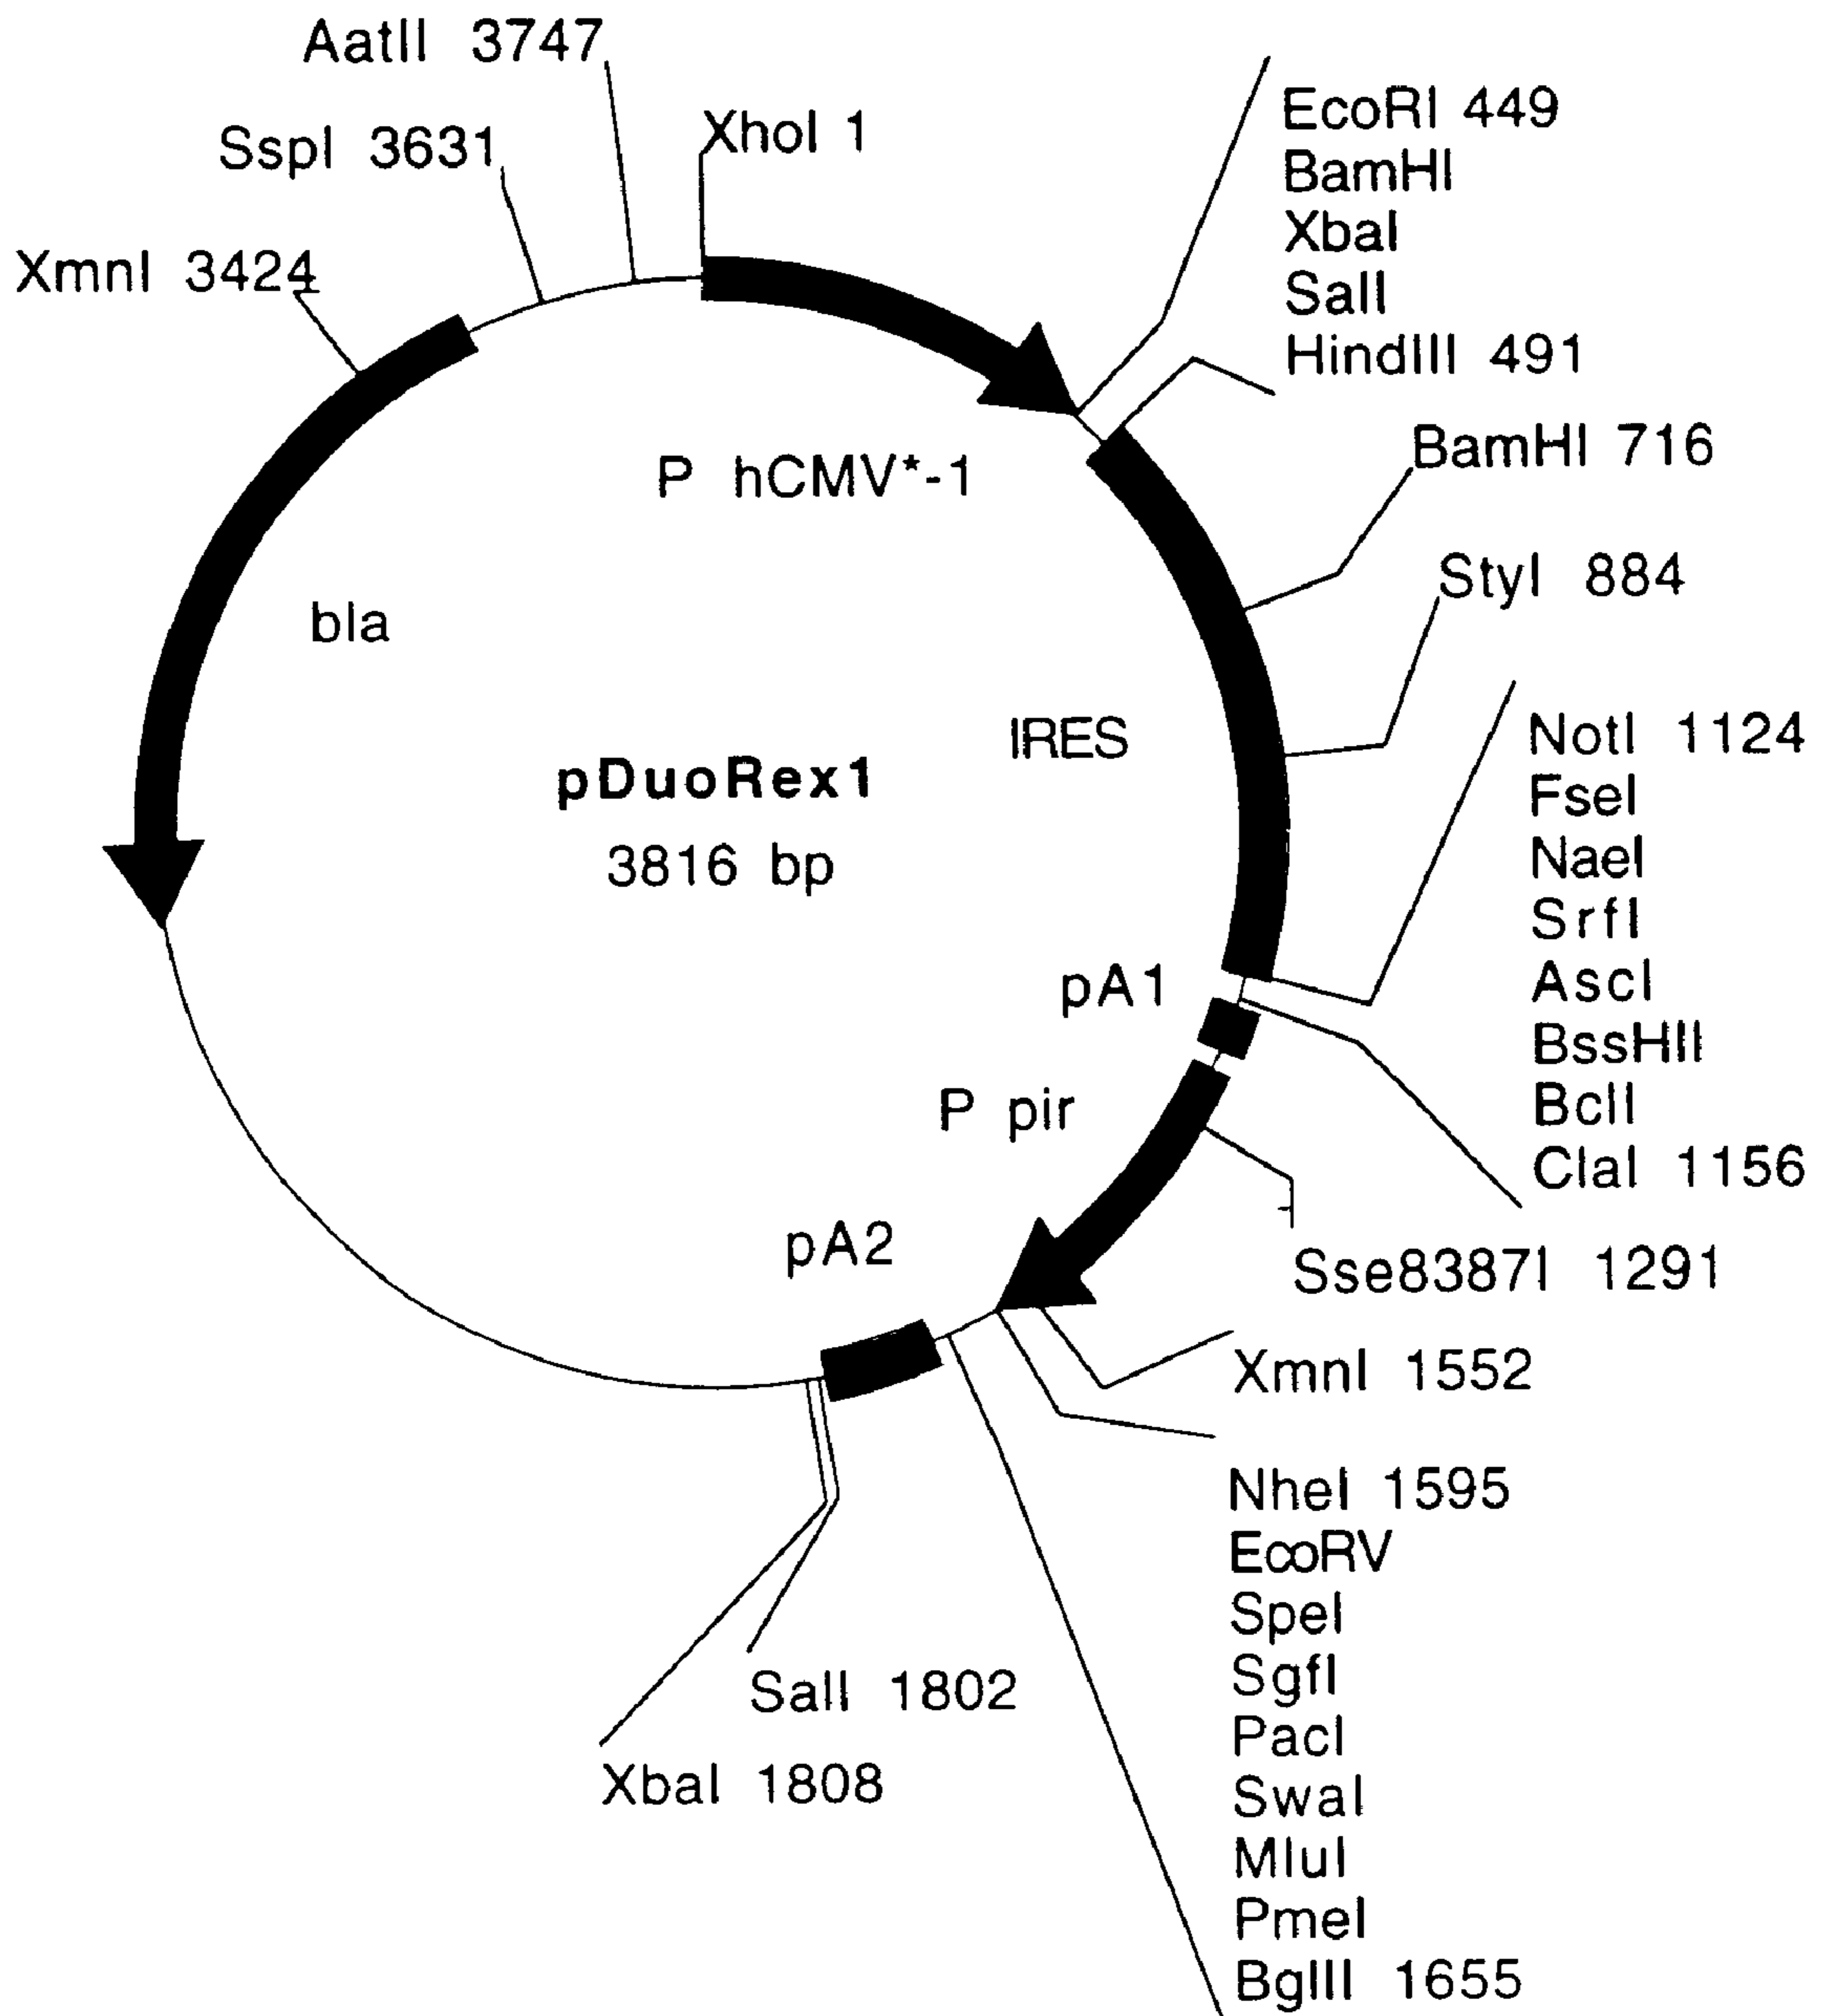 AatII 3747
SspI 3631
XhoI 1
XmnI 3424
EcoRI 449
BamHI
XbaI
SalI
HindIII 491
BamHI 716
P hCMV*-1
StyI 884
bla
IRES
pDuoRex1
3816 bp
NotI 1124
FseI
NaeI
SrfI
AscI
BssHII
BclI
ClaI 1156
pA1
P pir
pA2
Sse8387I 1291
XmnI 1552
NheI 1595
EcoRV
SpeI
SgfI
PacI
SwaI
MluI
PmeI
BglII 1655
SalI 1802
XbaI 1808